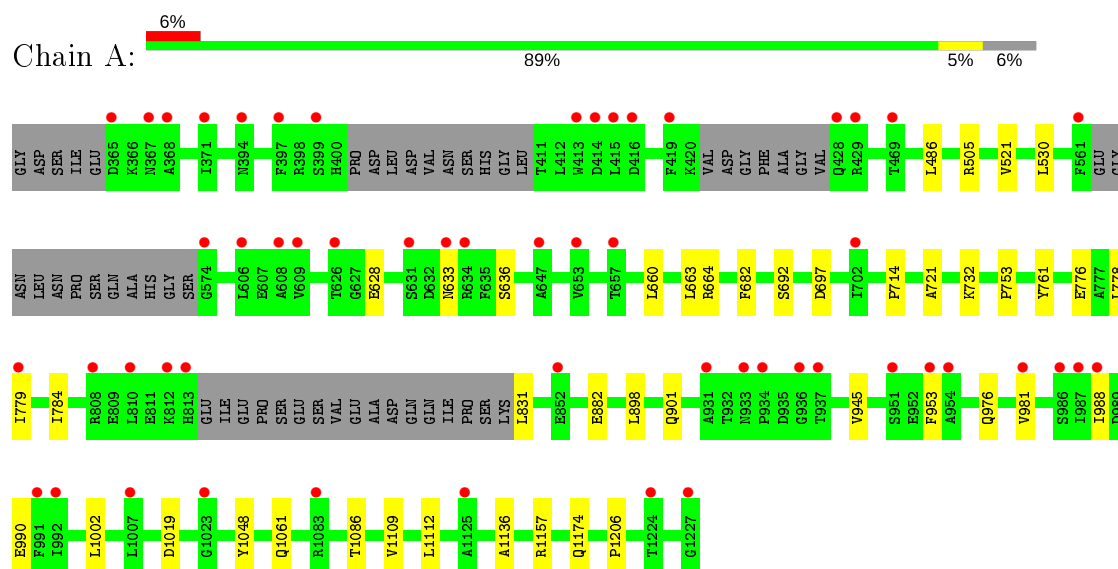 6%
Chain A:
89% 5% 6%
GLY ASP SER ILE GLU D365 K366 N367 A368 I371 N394 F397 R398 S399 H400 PRO ASP LEU ASP VAL ASN SER HIS GLY LEU T411 L412 W413 D414 L415 D416 F419 K420 VAL ASP GLY PHE ALA GLY VAL Q428 R429 T469 L486 R505 V521 L530 F561 GLU GLY
ASN LEU ASN PRO SER GLN ALA HIS GLY SER G574 L606 E607 A608 V609 T626 G627 E628 S631 D632 N633 R634 F635 S636 A647 V653 T657 L660 L663 R664 F682 S692 D697 I702 P714 A721 K732 P753 Y761 E776 A777
I779 I784 R808 E809 L810 E811 K812 H813 GLU ILE GLU PRO SER GLU SER VAL GLU ALA ASP GLN GLN ILE PRO SER LYS L831 E852 E882 L898 Q901 A931 T932 N933 P934 D935 G936 T937 V945 S951 E952 F953 A954 Q976 V981 S986 I987 I988
E990 F991 I992 L1002 L1007 D1019 G1023 Y1048 Q1061 R1083 T1086 V1109 L1112 A1125 A1136 R1157 Q1174 P1206 T1224 G1227